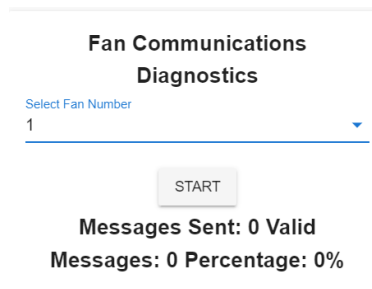 Fan Communications
Diagnostics
Select Fan Number
1
START
Messages Sent: 0 Valid
Messages: 0 Percentage: 0%